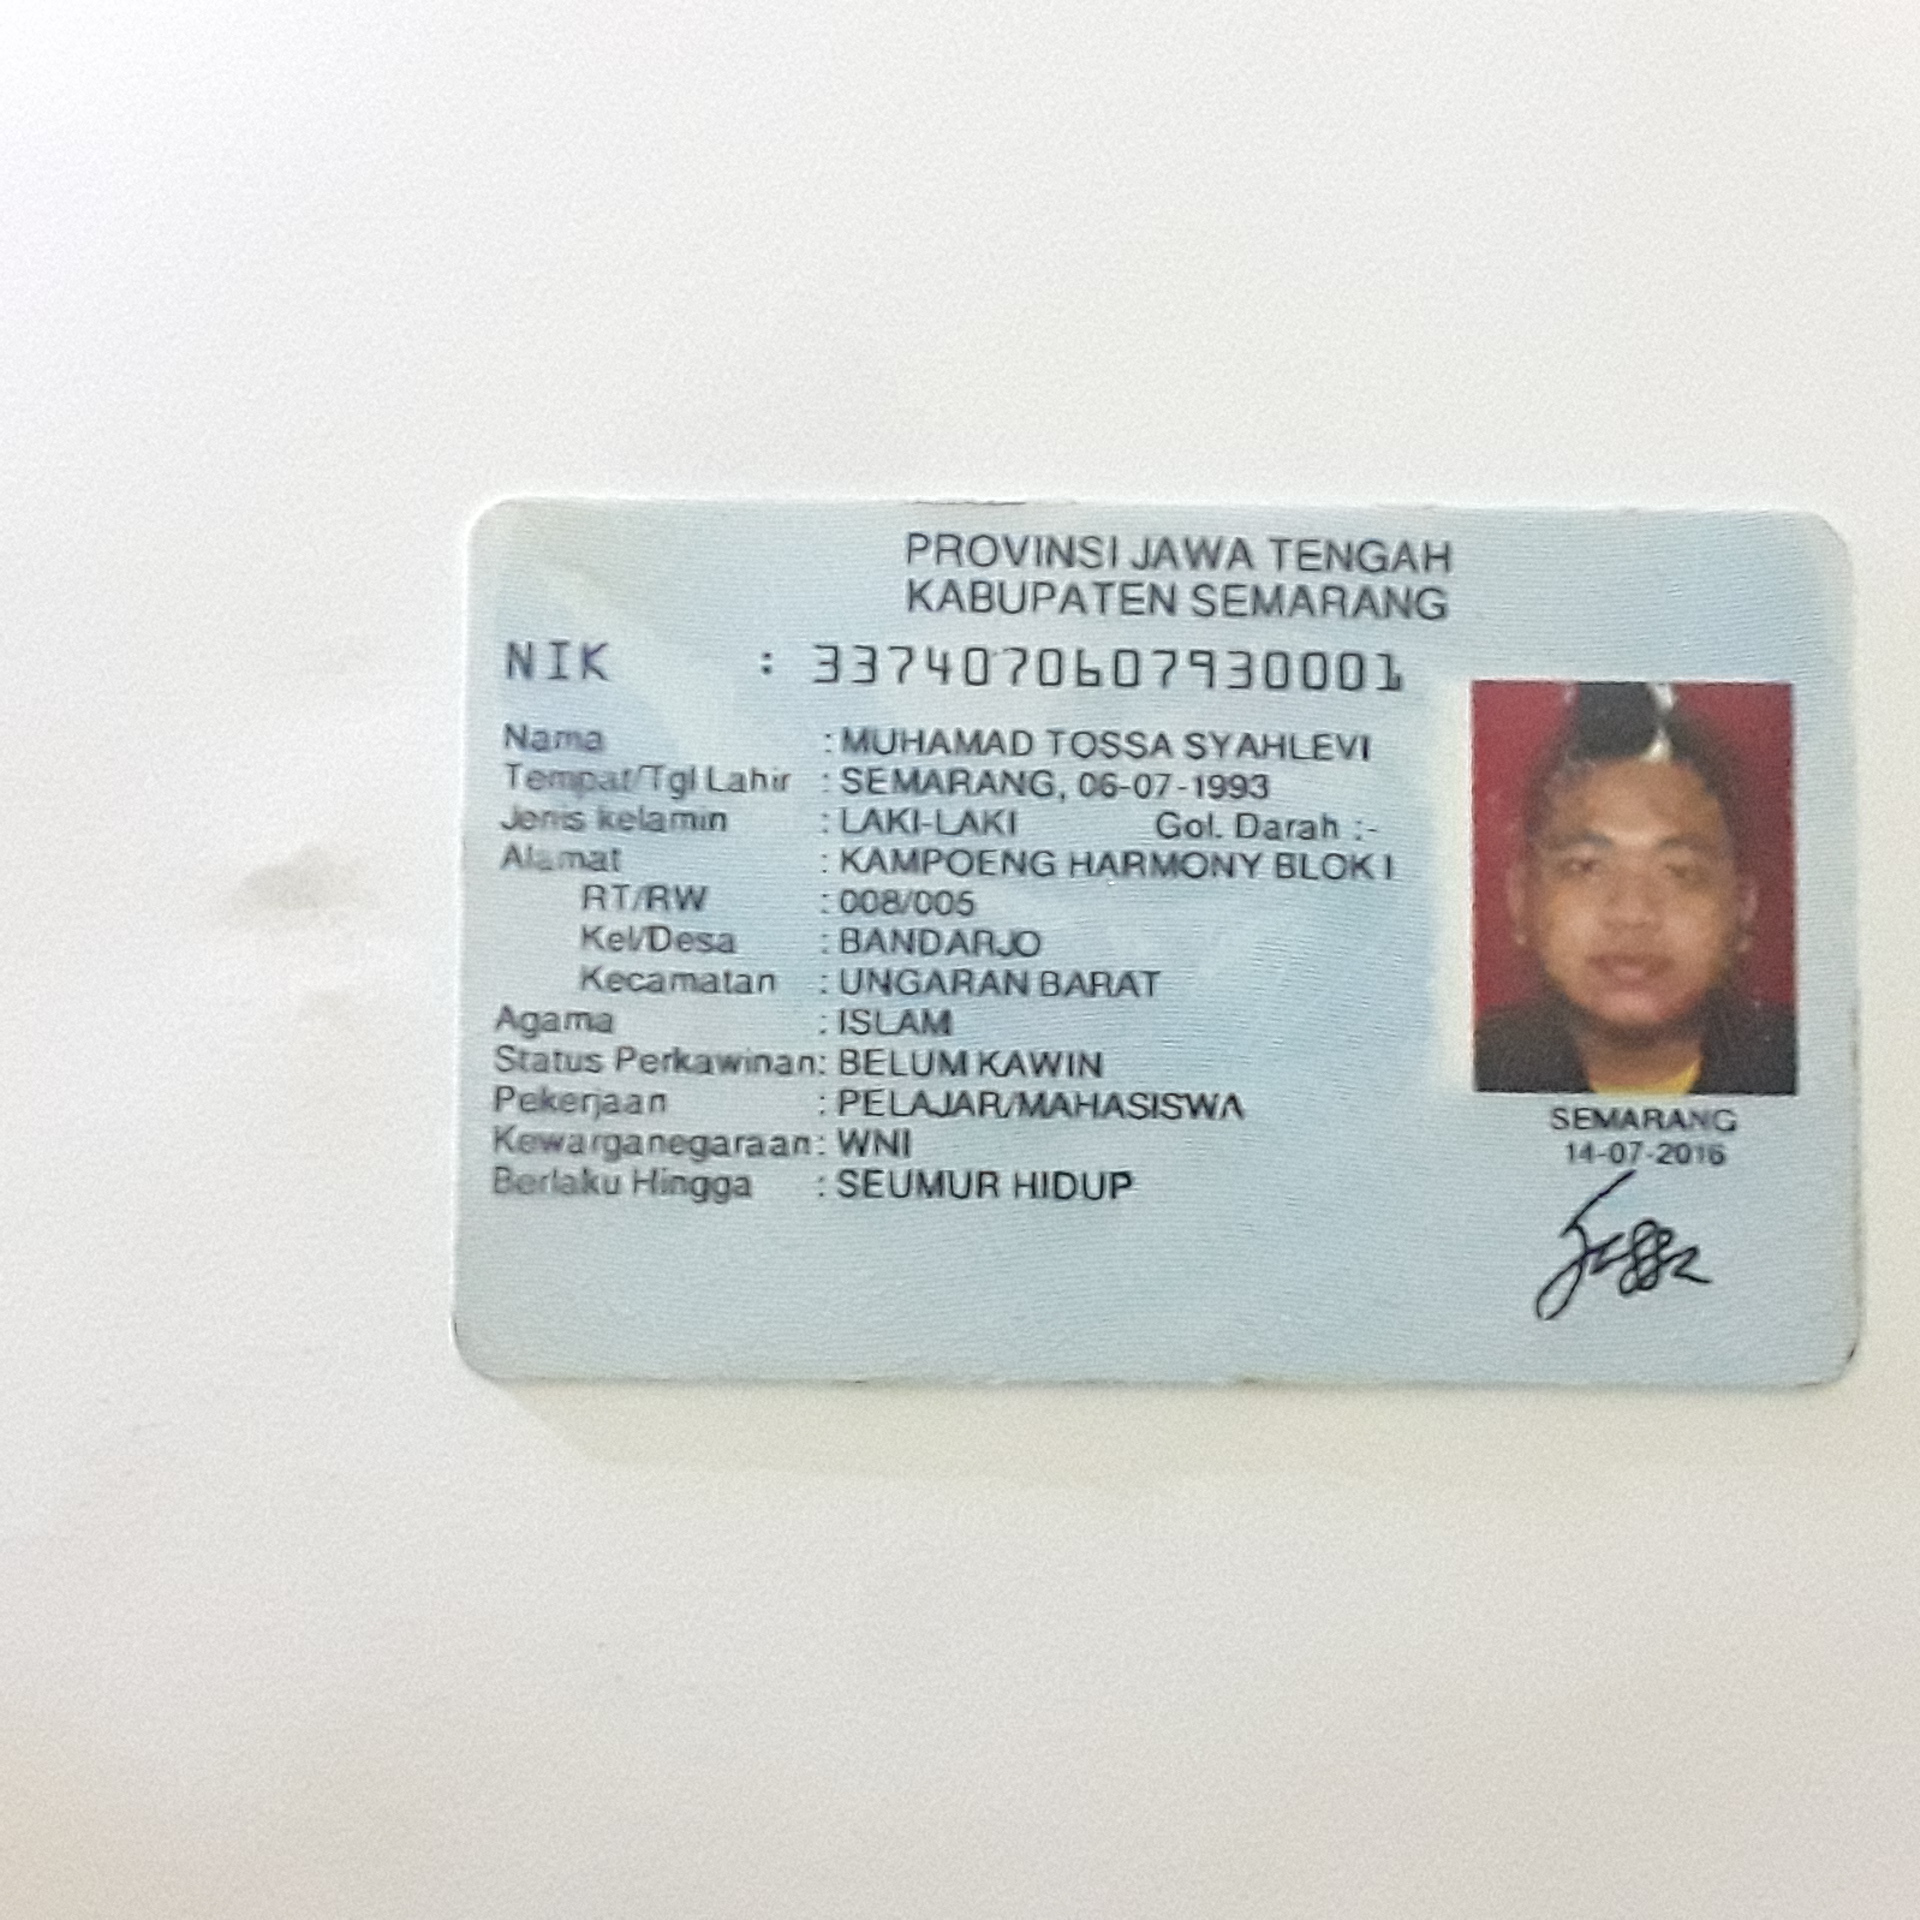 PROVINSI JAWA TENGAH
KABUPATEN SEMARANG
NIK : 3374070607930001
Nama : MUHAMAD TOSSA SYAHLEVI
Tempat/Tgl Lahir : SEMARANG, 06-07-1993
Jenis kelamin : LAKI-LAKI Gol. Darah :-
Alamat : KAMPOENG HARMONY BLOK I
RT/RW : 008/005
Kel/Desa : BANDARJO
Kecamatan : UNGARAN BARAT
Agama : ISLAM
Status Perkawinan: BELUM KAWIN
Pekerjaan : PELAJAR/MAHASISWA
Kewarganegaraan: WNI
Berlaku Hingga : SEUMUR HIDUP
SEMARANG
14-07-2016